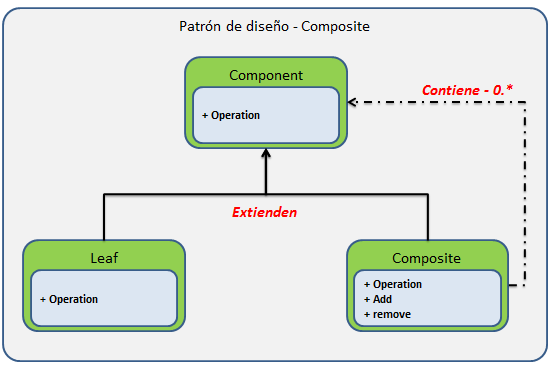 Patrón de diseño - Composite
Component
+ Operation
Contiene - 0.*
Extienden
Leaf
+ Operation
Composite
+ Operation
+ Add
+ remove